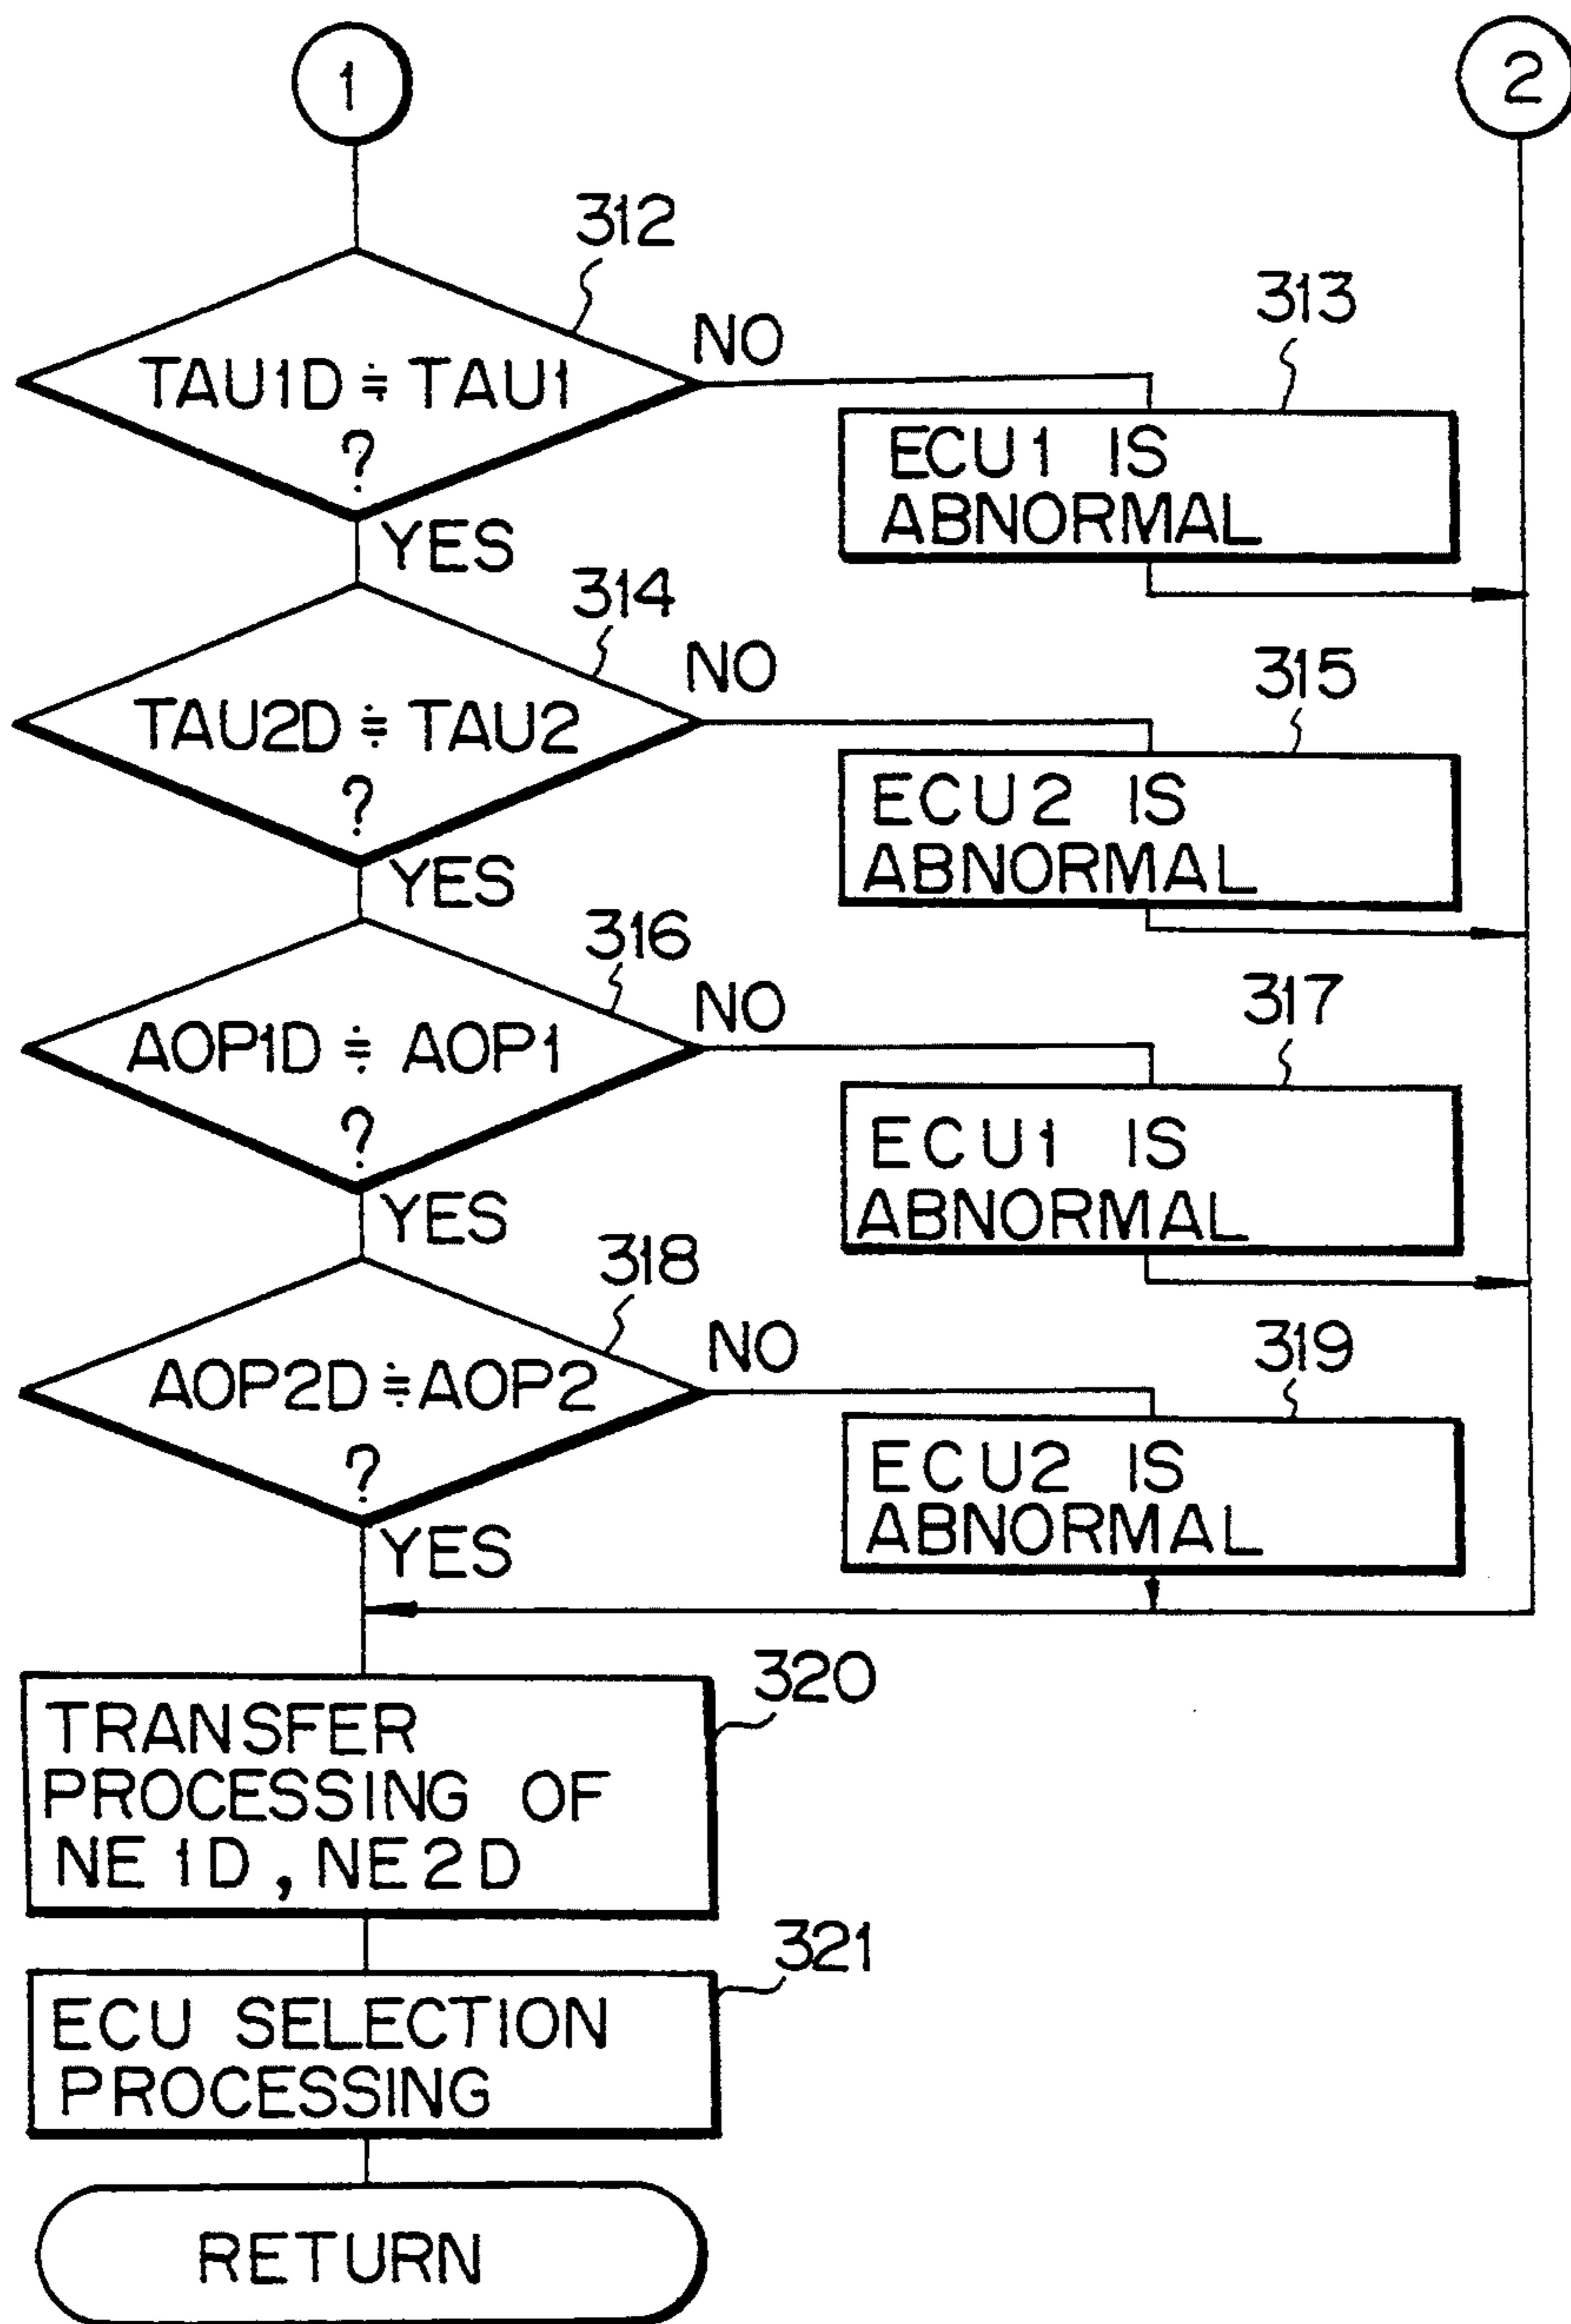 1
2
312
NO
TAU1D ≒ TAU1
?
YES
313
ECU1 IS
ABNORMAL
314
NO
TAU2D ≒ TAU2
?
YES
315
ECU2 IS
ABNORMAL
316
NO
AOP1D ≒ AOP1
?
YES
317
ECU1 IS
ABNORMAL
318
NO
AOP2D ≒ AOP2
?
YES
319
ECU2 IS
ABNORMAL
320
TRANSFER
PROCESSING OF
NE1D, NE2D
321
ECU SELECTION
PROCESSING
RETURN